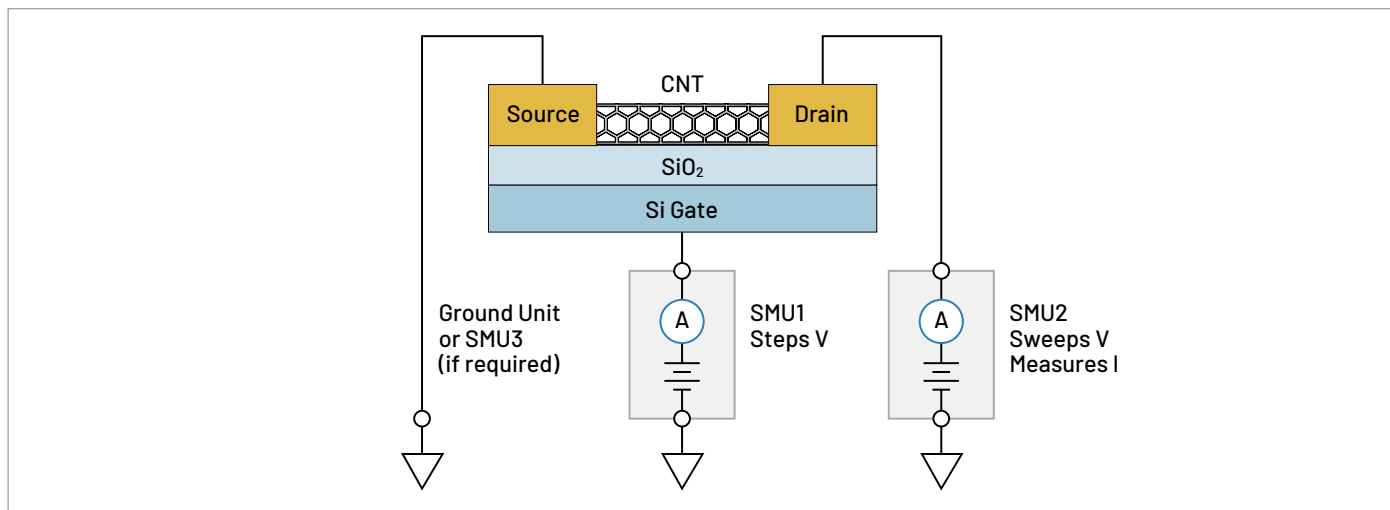 CNT
Source
Drain
SiO₂
Si Gate
Ground Unit
or SMU3
(if required)
A
SMU1
Steps V
A
SMU2
Sweeps V
Measures I